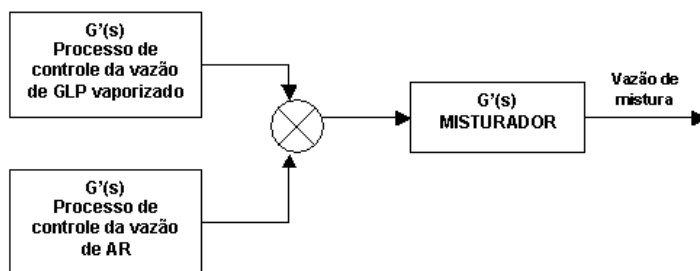 G'(s)
Processo de
controle da vazão
de GLP vaporizado
G'(s)
MISTURADOR
Vazão de
mistura
G'(s)
Processo de
controle da vazão
de AR